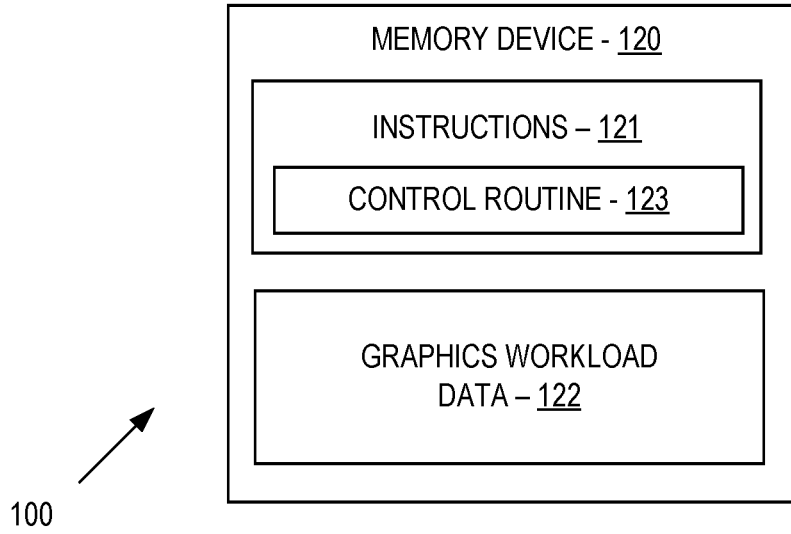 MEMORY DEVICE - 120
INSTRUCTIONS – 121
CONTROL ROUTINE - 123
GRAPHICS WORKLOAD
DATA – 122
100